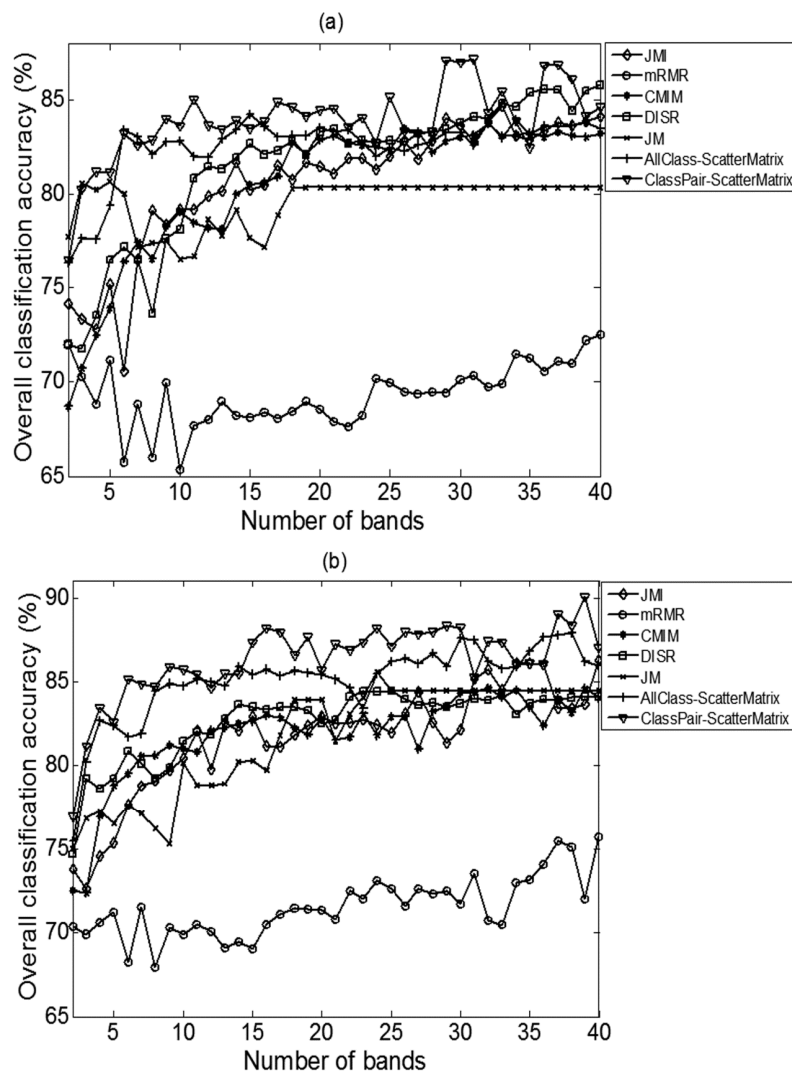 (a)
Overall classification accuracy (%)
85
80
75
70
65
5
10
15
20
25
30
35
40
Number of bands
JMI
mRMR
CMIM
DISR
JM
AllClass-ScatterMatrix
ClassPair-ScatterMatrix
(b)
Overall classification accuracy (%)
90
85
80
75
70
65
5
10
15
20
25
30
35
40
Number of bands
JMI
mRMR
CMIM
DISR
JM
AllClass-ScatterMatrix
ClassPair-ScatterMatrix